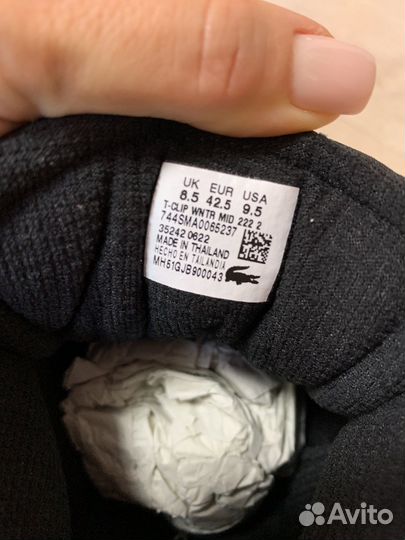 UK EUR USA
8.5 42.5 9.5
T-CLIP WNTR MID 222 2
744SMA0065237
35242 0622
MADE IN THAILAND
HECHO EN TAILANDIA
MH51GJB900043
Avito